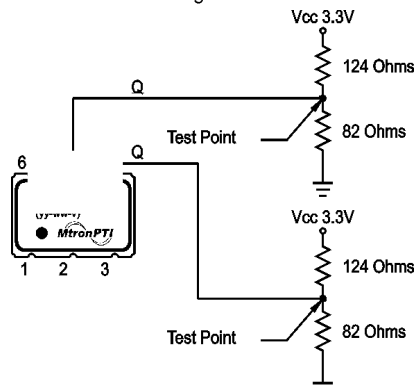 Vcc 3.3V
124 Ohms
Q
Test Point
82 Ohms
Q
6
Vcc 3.3V
MtronPTI
124 Ohms
1 2 3
Test Point
82 Ohms